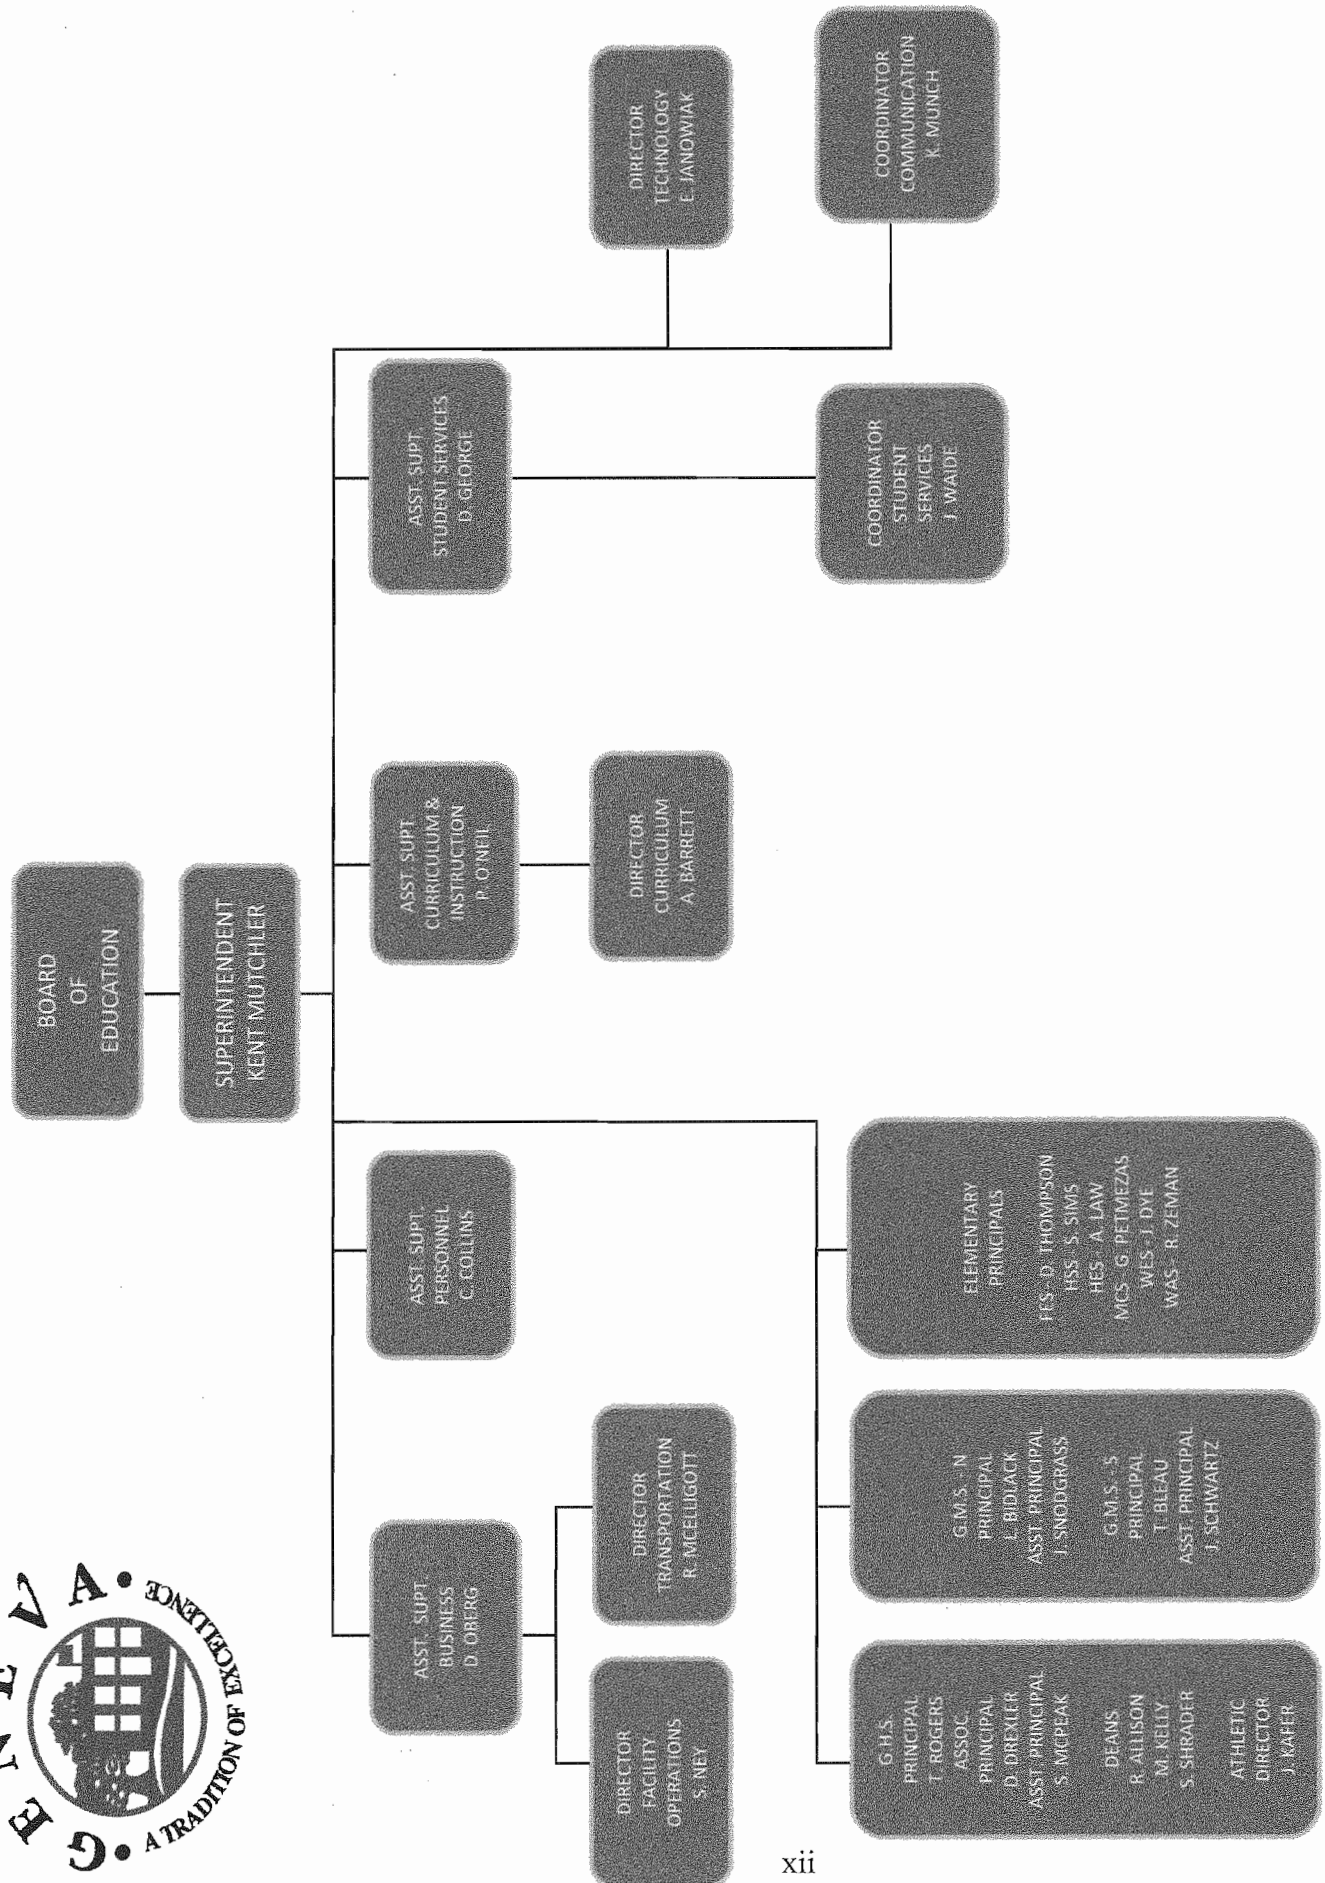 GENEVA
A TRADITION OF EXCELLENCE
BOARD
OF
EDUCATION
SUPERINTENDENT
KENT MUTCHLER
ASST. SUPT
BUSINESS
D. OBERG
ASST. SUPT.
PERSONNEL
C. COLLINS
ASST. SUPT
CURRICULUM &
INSTRUCTION
P. O'NEIL
ASST. SUPT.
STUDENT SERVICES
D. GEORGE
DIRECTOR
FACILITY
OPERATIONS
S. NEY
DIRECTOR
TRANSPORTATION
R. MCELLIGOTT
DIRECTOR
CURRICULUM
A. BARRETT
DIRECTOR
TECHNOLOGY
E. JANOWIAK
G.H.S.
PRINCIPAL
T. ROGERS
ASSOC.
PRINCIPAL
D. DREXLER
ASST PRINCIPAL
S. MCPEAK
DEANS
R. ALLISON
M. KELLY
S. SHRADER
ATHLETIC
DIRECTOR
J. KAFER
G.M.S. - N
PRINCIPAL
L. BIDLACK
ASST. PRINCIPAL
J. SNODGRASS
G.M.S. - S
PRINCIPAL
T. BLEAU
ASST. PRINCIPAL
J. SCHWARTZ
ELEMENTARY
PRINCIPALS
FES - D. THOMPSON
HSS - S. SIMS
HES - A. LAW
MCS - G. PETMEZAS
WES - J. DYE
WAS - R. ZEMAN
COORDINATOR
STUDENT
SERVICES
J. WAIDE
COORDINATOR
COMMUNICATION
K. MUNCH
xii